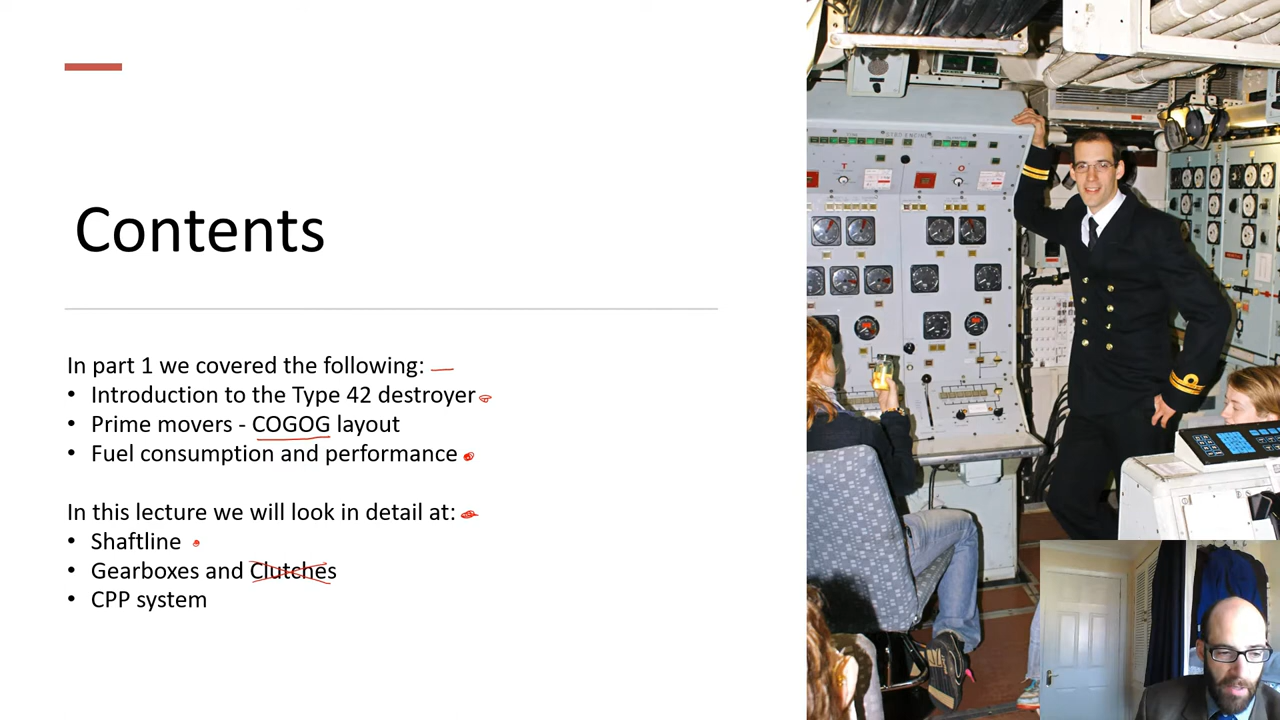 Contents
In part 1 we covered the following:
• Introduction to the Type 42 destroyer
• Prime movers - COGOG layout
• Fuel consumption and performance
In this lecture we will look in detail at:
• Shaftline
• Gearboxes and Clutches
• CPP system